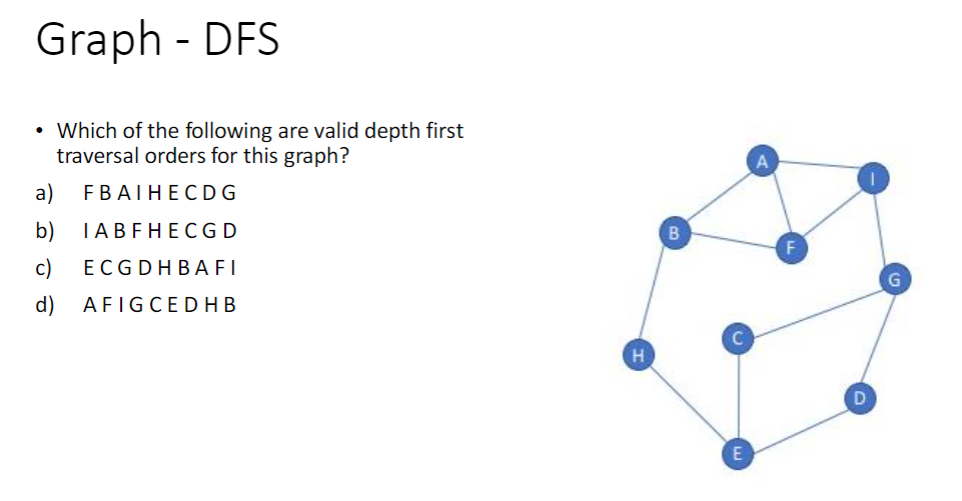 Graph - DFS
• Which of the following are valid depth first
traversal orders for this graph?
a) F B A I H E C D G
b) I A B F H E C G D
c) E C G D H B A F I
d) A F I G C E D H B
A
I
B
F
G
C
H
D
E